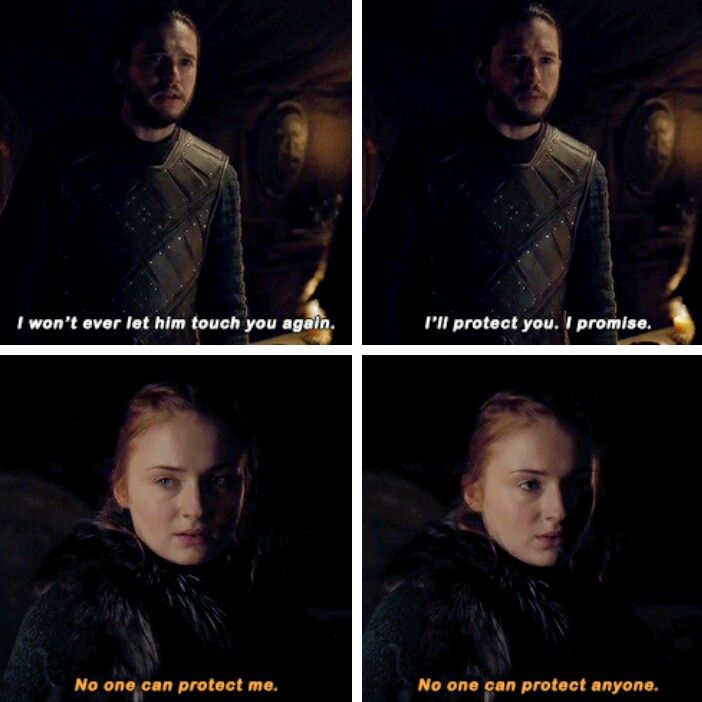 I won't ever let him touch you again.
I'll protect you. I promise.
No one can protect me.
No one can protect anyone.